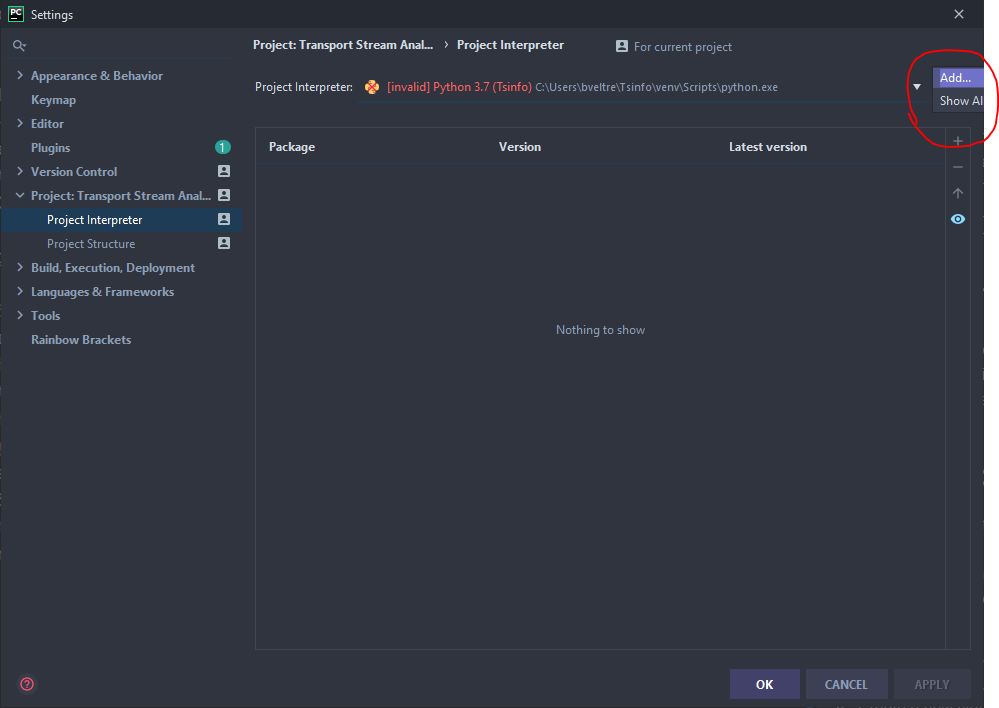 PC Settings
Project: Transport Stream Anal... › Project Interpreter For current project
Appearance & Behavior
Keymap
Editor
Plugins 1
Version Control
Project: Transport Stream Anal...
Project Interpreter
Project Structure
Build, Execution, Deployment
Languages & Frameworks
Tools
Rainbow Brackets
Project Interpreter: [invalid] Python 3.7 (Tsinfo) C:\Users\bveltre\Tsinfo\venv\Scripts\python.exe
Add...
Show Al
Package Version Latest version
Nothing to show
? OK CANCEL APPLY